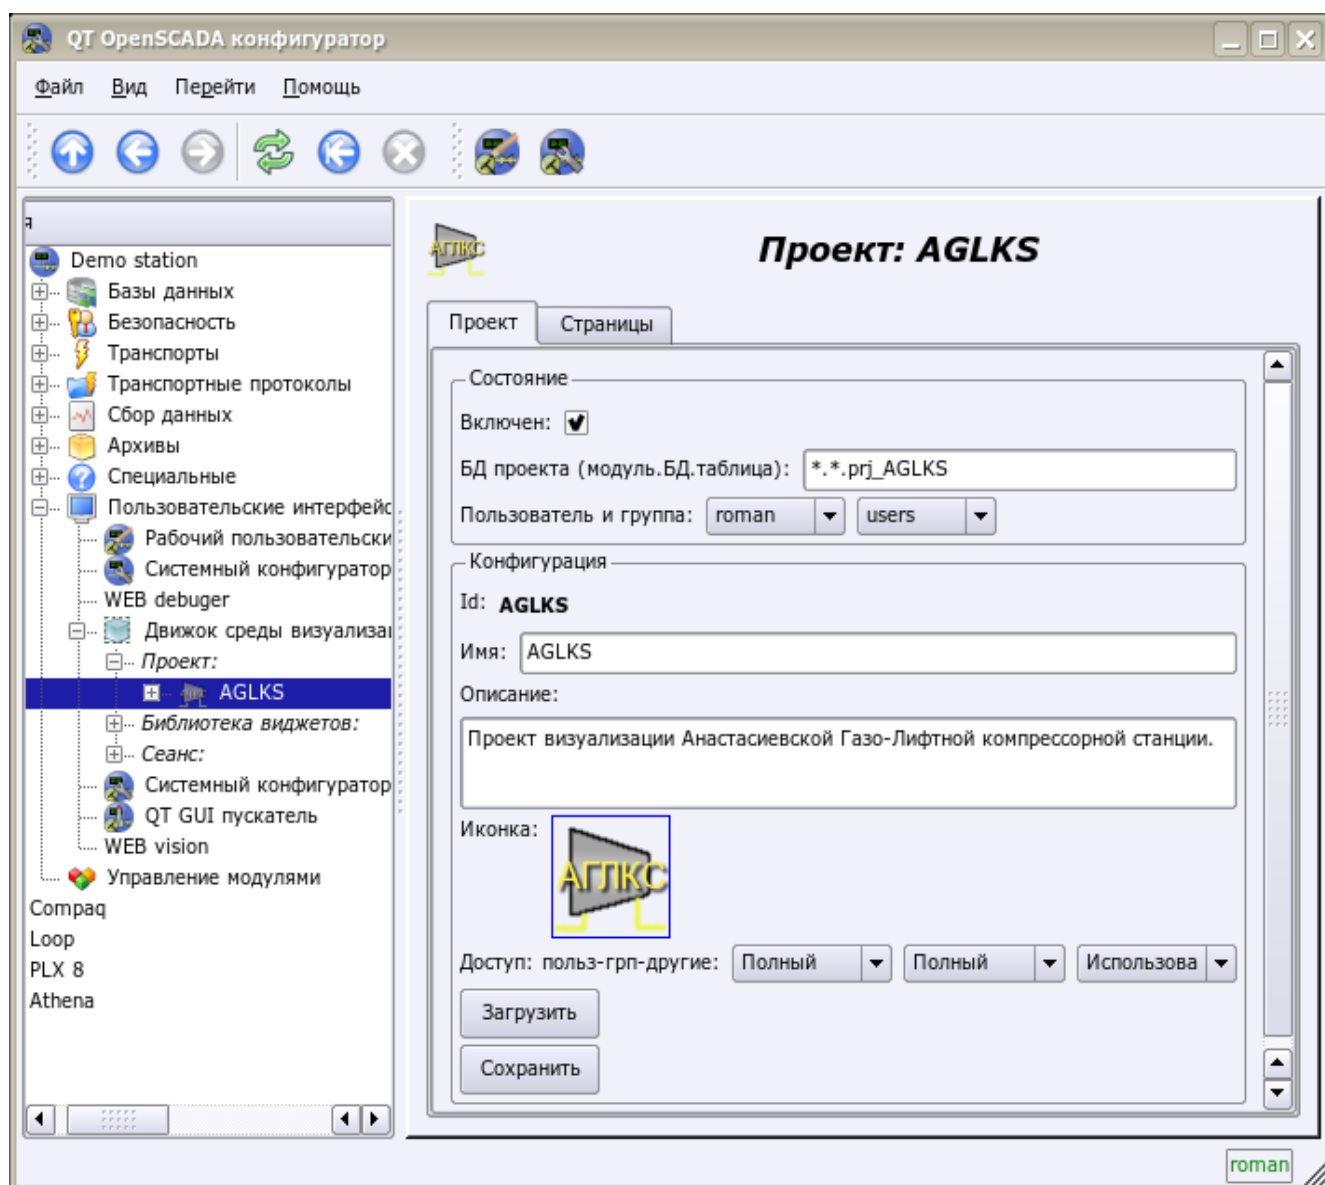 QT OpenSCADA конфигуратор
Файл Вид Перейти Помощь
я
Demo station
Базы данных
Безопасность
Транспорты
Транспортные протоколы
Сбор данных
Архивы
Специальные
Пользовательские интерфейс
Рабочий пользовательски
Системный конфигуратор
WEB debuger
Движок среды визуализац
Проект:
AGLKS
Библиотека виджетов:
Сеанс:
Системный конфигуратор
QT GUI пускатель
WEB vision
Управление модулями
Compaq
Loop
PLX 8
Athena
АГЛКС
Проект: AGLKS
Проект Страницы
Состояние
Включен:
БД проекта (модуль.БД.таблица): *.*.prj_AGLKS
Пользователь и группа: roman users
Конфигурация
Id: AGLKS
Имя: AGLKS
Описание:
Проект визуализации Анастасиевской Газо-Лифтной компрессорной станции.
Иконка:
АГЛКС
Доступ: польз-грп-другие: Полный Полный Использова
Загрузить
Сохранить
roman